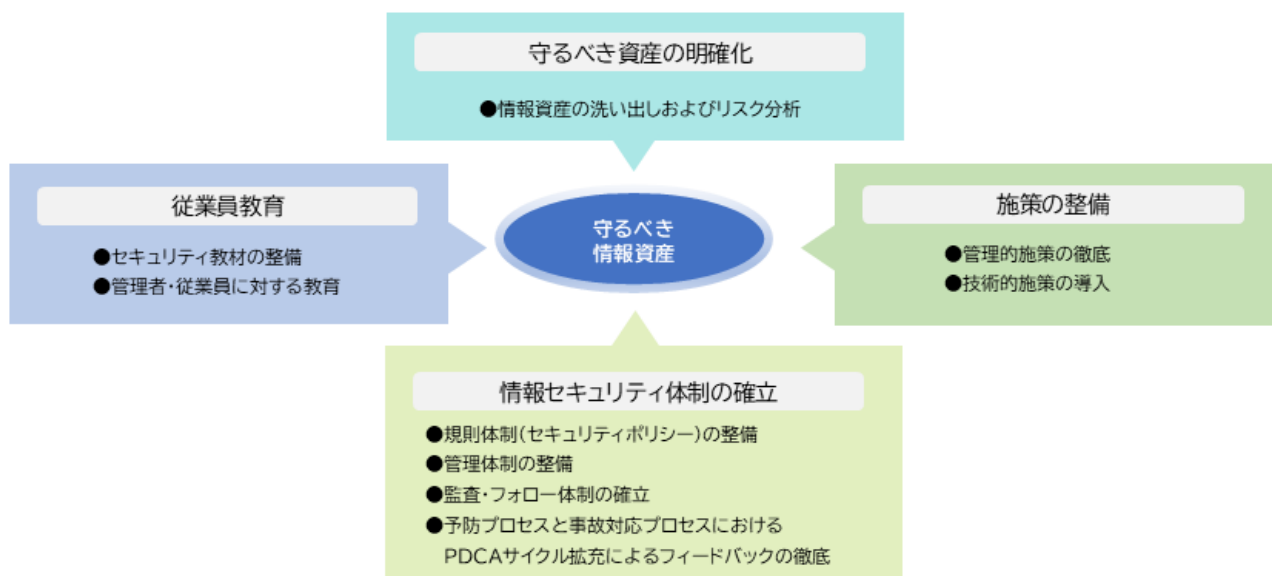 守るべき資産の明確化
●情報資産の洗い出しおよびリスク分析
従業員教育
●セキュリティ教材の整備
●管理者・従業員に対する教育
守るべき
情報資産
施策の整備
●管理的施策の徹底
●技術的施策の導入
情報セキュリティ体制の確立
●規則体制(セキュリティポリシー)の整備
●管理体制の整備
●監査・フォロー体制の確立
●予防プロセスと事故対応プロセスにおける
PDCAサイクル拡充によるフィードバックの徹底